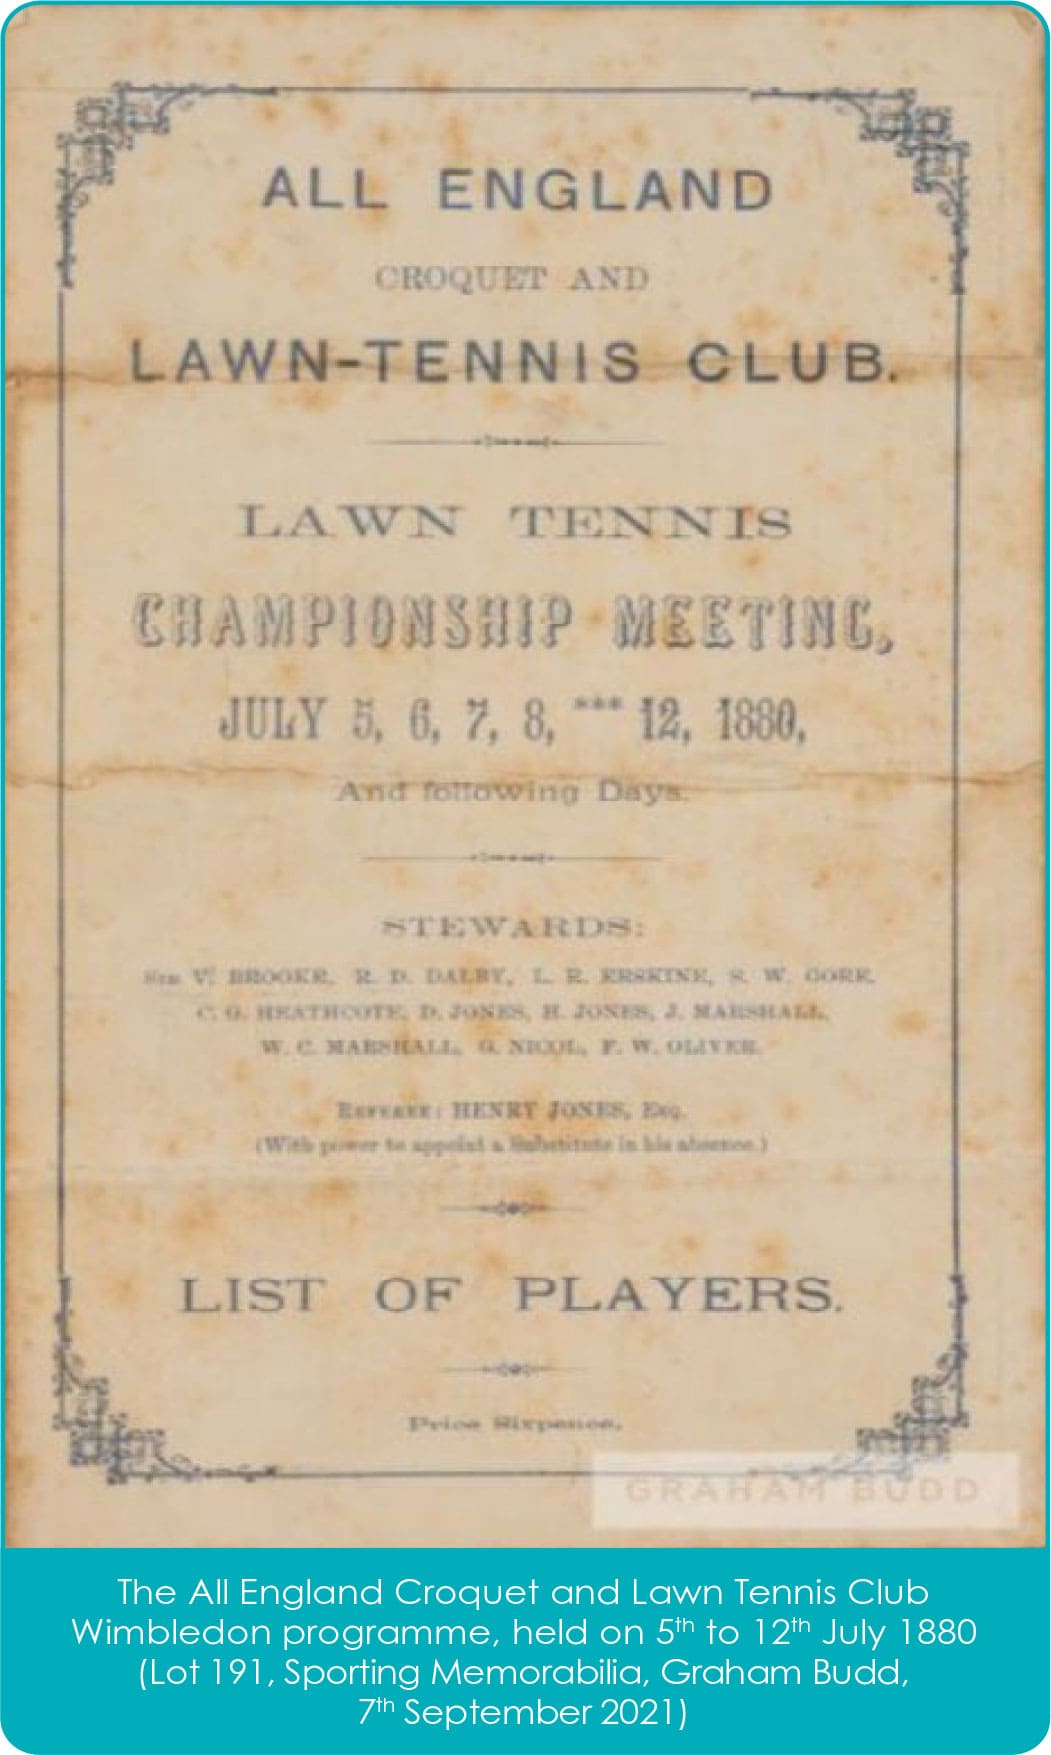 ALL ENGLAND
CROQUET AND
LAWN-TENNIS CLUB.
LAWN TENNIS
CHAMPIONSHIP MEETING,
JULY 5, 6, 7, 8, *** 12, 1880,
And following Days.
STEWARDS:
SIR V. BROOKE, R. D. DALBY, L. R. ERSKINE, S. W. GORE,
C. G. HEATHCOTE, D. JONES, H. JONES, J. MARSHALL,
W. C. MARSHALL, G. NICOL, F. W. OLIVER.
REFEREE: HENRY JONES, Esq.
(With power to appoint a Substitute in his absence.)
LIST OF PLAYERS.
Price Sixpence.
GRAHAM BUDD
The All England Croquet and Lawn Tennis Club
Wimbledon programme, held on 5th to 12th July 1880
(Lot 191, Sporting Memorabilia, Graham Budd,
7th September 2021)